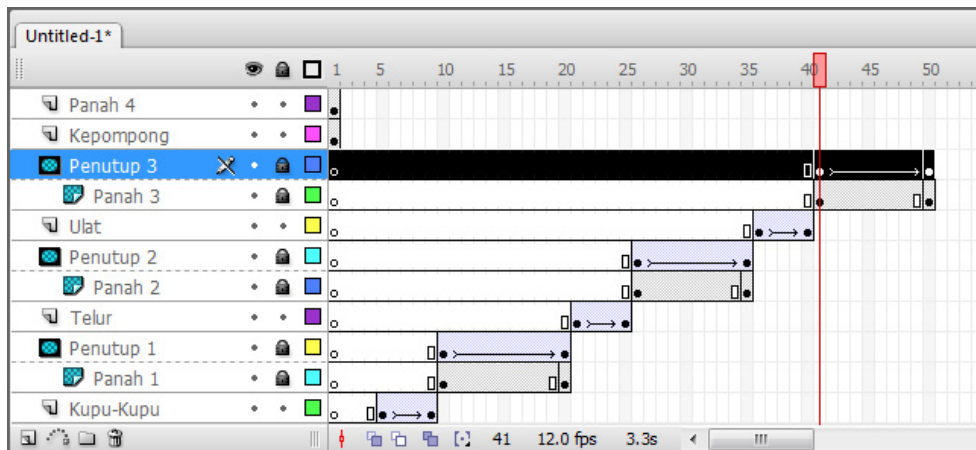 Untitled-1*
1 5 10 15 20 25 30 35 40 45 50
Panah 4
Kepompong
Penutup 3
Panah 3
Ulat
Penutup 2
Panah 2
Telur
Penutup 1
Panah 1
Kupu-Kupu
41 12.0 fps 3.3s